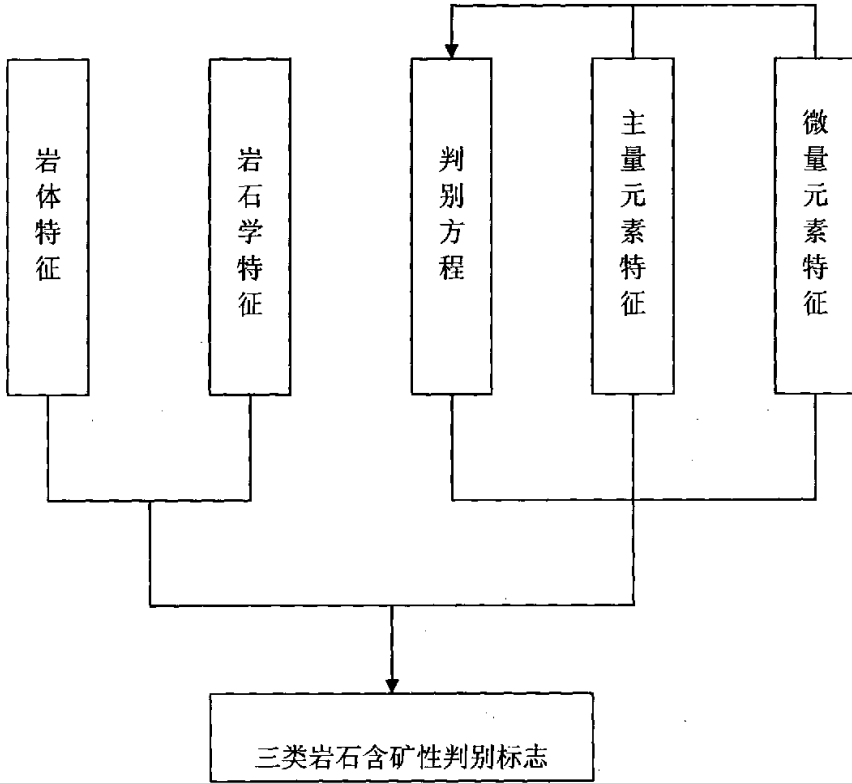 岩体特征
岩石学特征
判别方程
主量元素特征
微量元素特征
三类岩石含矿性判别标志